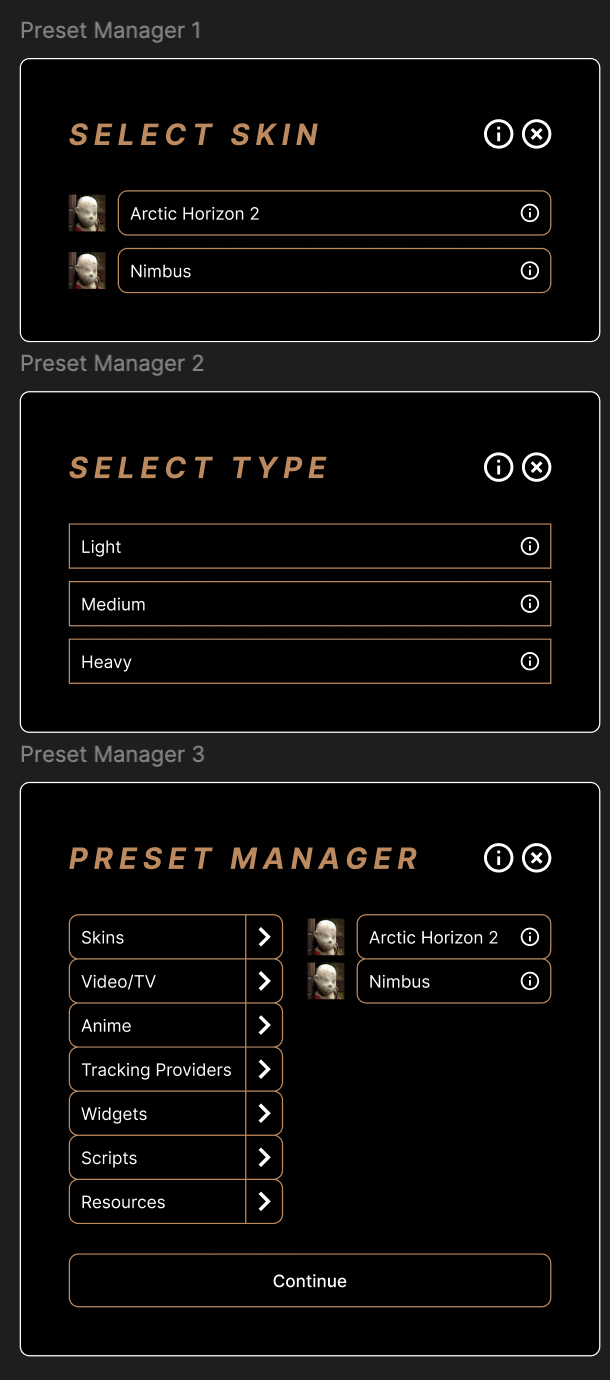 Preset Manager 1
SELECT SKIN
Arctic Horizon 2
Nimbus
Preset Manager 2
SELECT TYPE
Light
Medium
Heavy
Preset Manager 3
PRESET MANAGER
Skins
Arctic Horizon 2
Video/TV
Nimbus
Anime
Tracking Providers
Widgets
Scripts
Resources
Continue